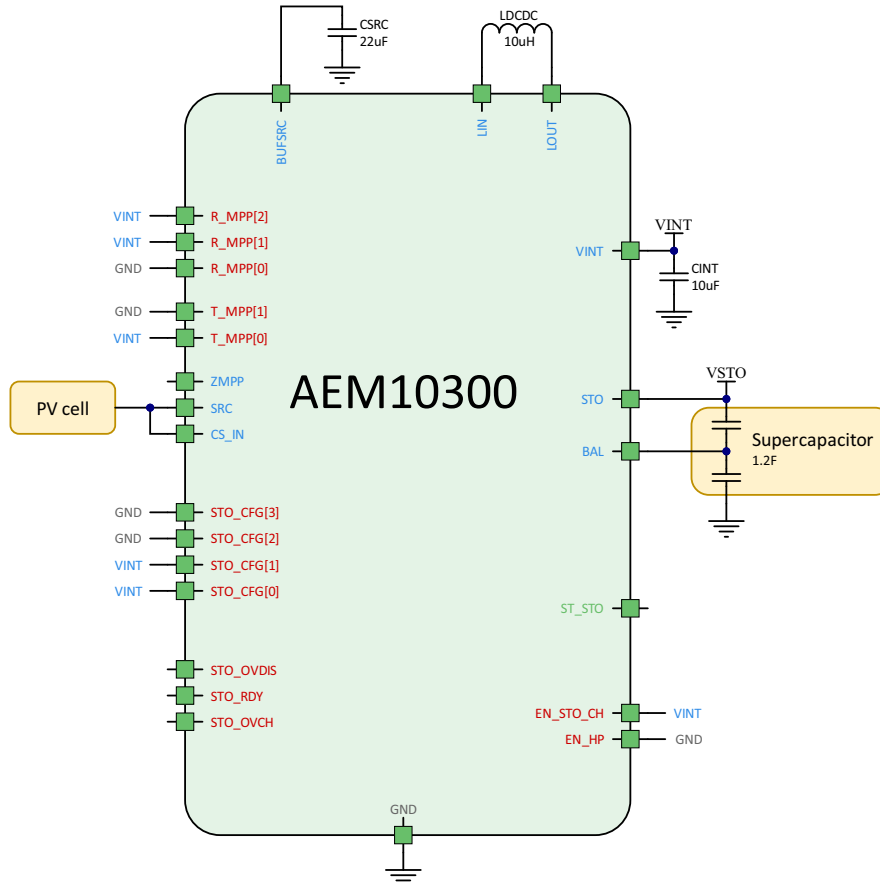 CSRC
22uF
LDCDC
10uH
BUFSRC
LIN
LOUT
VINT R_MPP[2]
VINT R_MPP[1]
GND R_MPP[0]
GND T_MPP[1]
VINT T_MPP[0]
ZMPP
PV cell
SRC
CS_IN
GND STO_CFG[3]
GND STO_CFG[2]
VINT STO_CFG[1]
VINT STO_CFG[0]
STO_OVDIS
STO_RDY
STO_OVCH
AEM10300
VINT
VINT
CINT
10uF
VSTO
STO
BAL
Supercapacitor
1.2F
ST_STO
EN_STO_CH VINT
EN_HP GND
GND